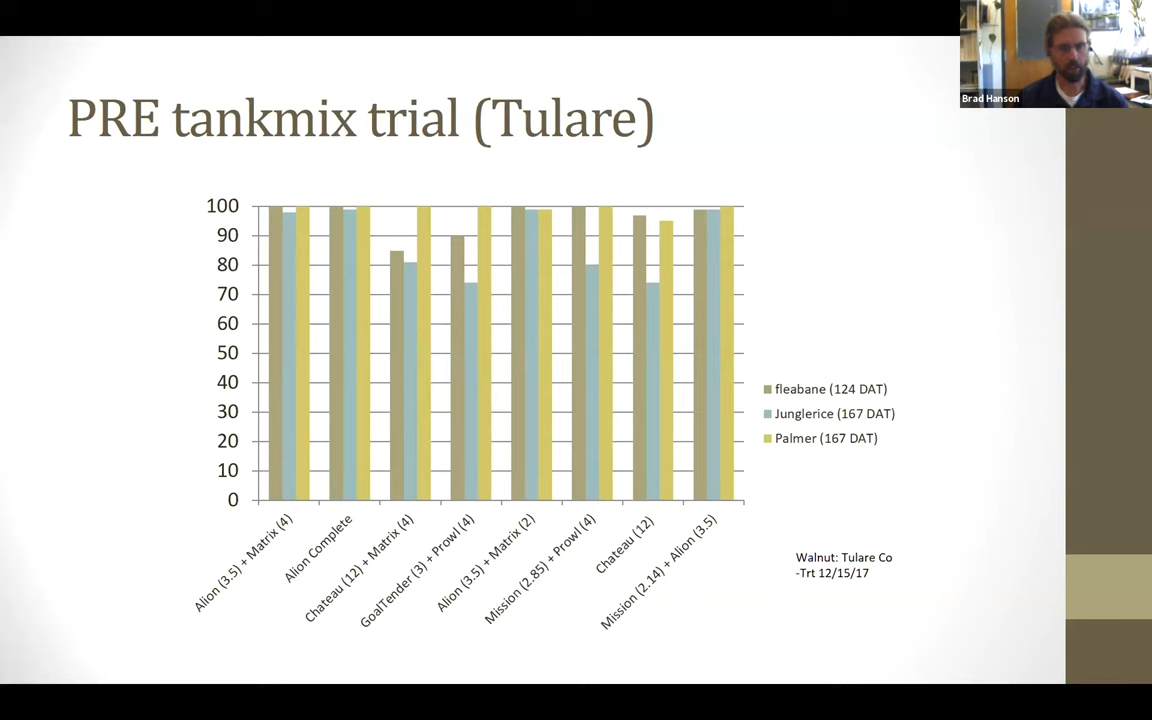 Brad Hanson
PRE tankmix trial (Tulare)
100
90
80
70
60
50
40
30
20
10
0
fleabane (124 DAT)
Junglerice (167 DAT)
Palmer (167 DAT)
Alion (3.5) + Matrix (4)
Alion Complete
Chateau (12) + Matrix (4)
GoalTender (3) + Prowl (4)
Alion (3.5) + Matrix (2)
Mission (2.85) + Prowl (4)
Chateau (12)
Mission (2.14) + Alion (3.5)
Walnut: Tulare Co
-Trt 12/15/17